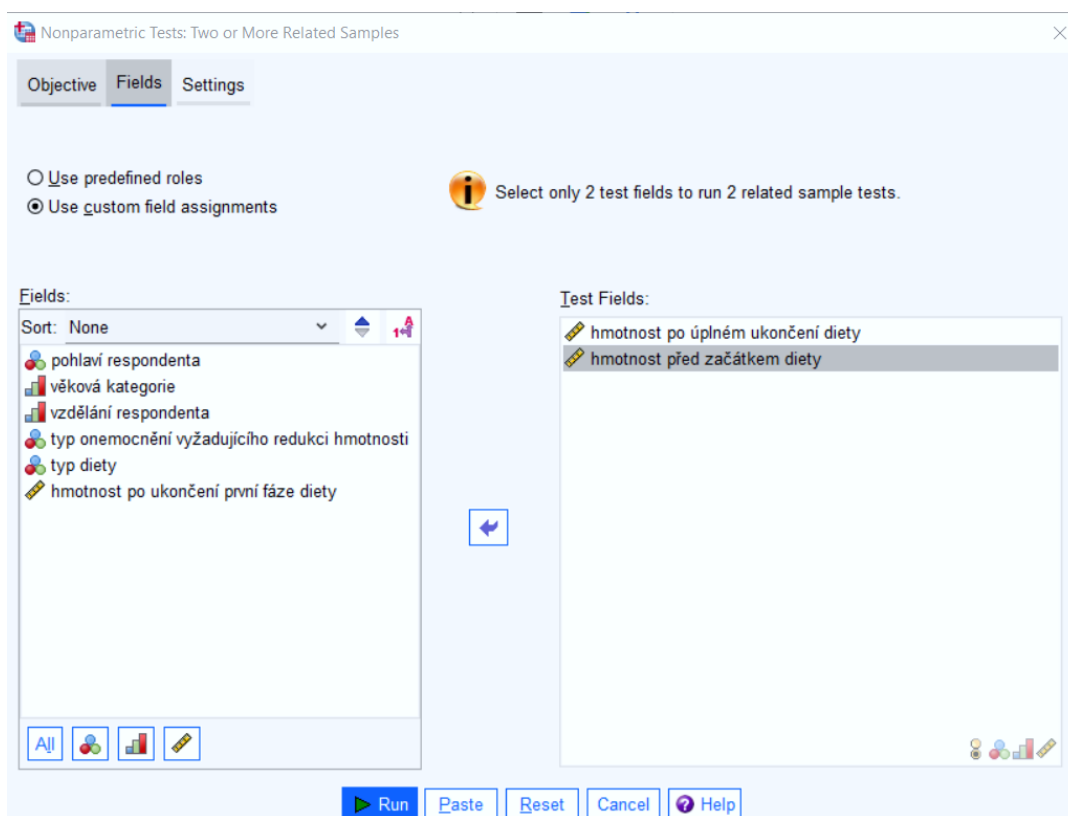 Nonparametric Tests: Two or More Related Samples
Objective Fields Settings
Use predefined roles
Use custom field assignments
Select only 2 test fields to run 2 related sample tests.
Fields:
Sort: None
pohlaví respondenta
věková kategorie
vzdělání respondenta
typ onemocnění vyžadujícího redukci hmotnosti
typ diety
hmotnost po ukončení první fáze diety
All
Test Fields:
hmotnost po úplném ukončení diety
hmotnost před začátkem diety
Run Paste Reset Cancel Help